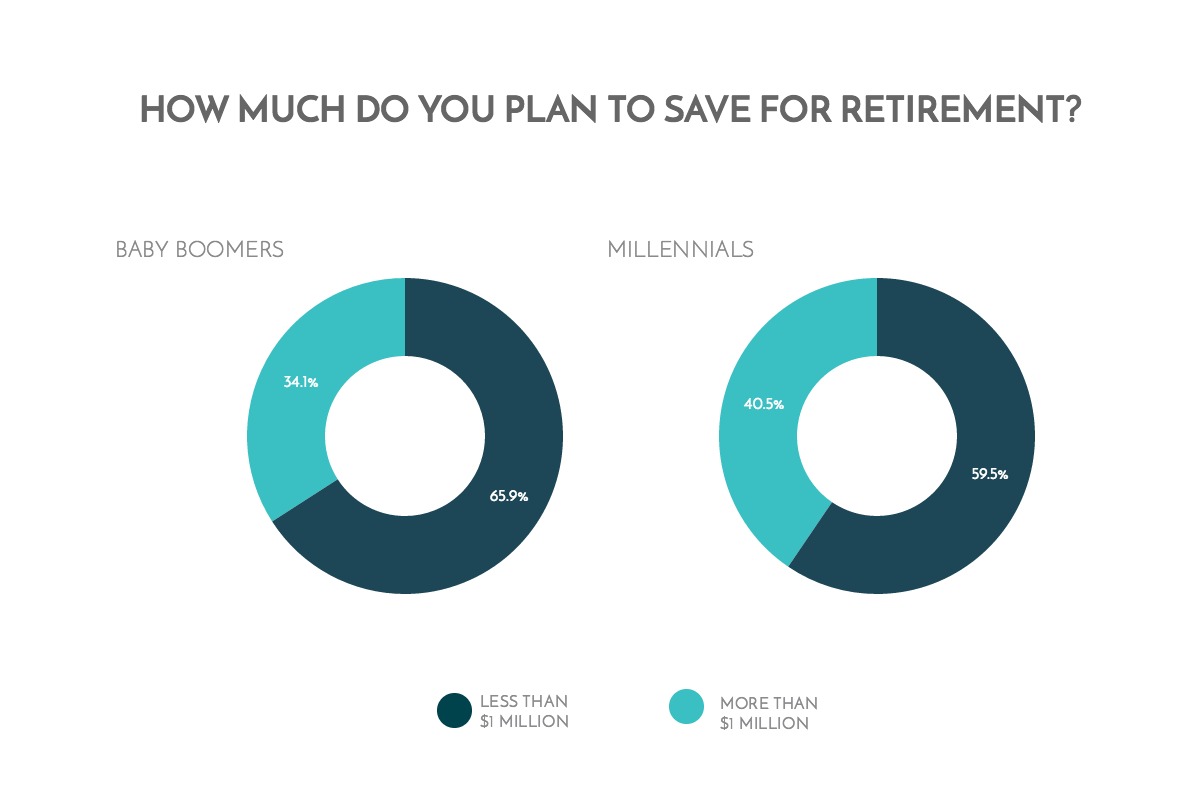 HOW MUCH DO YOU PLAN TO SAVE FOR RETIREMENT?
BABY BOOMERS
34.1%
65.9%
MILLENNIALS
40.5%
59.5%
LESS THAN
$1 MILLION
MORE THAN
$1 MILLION